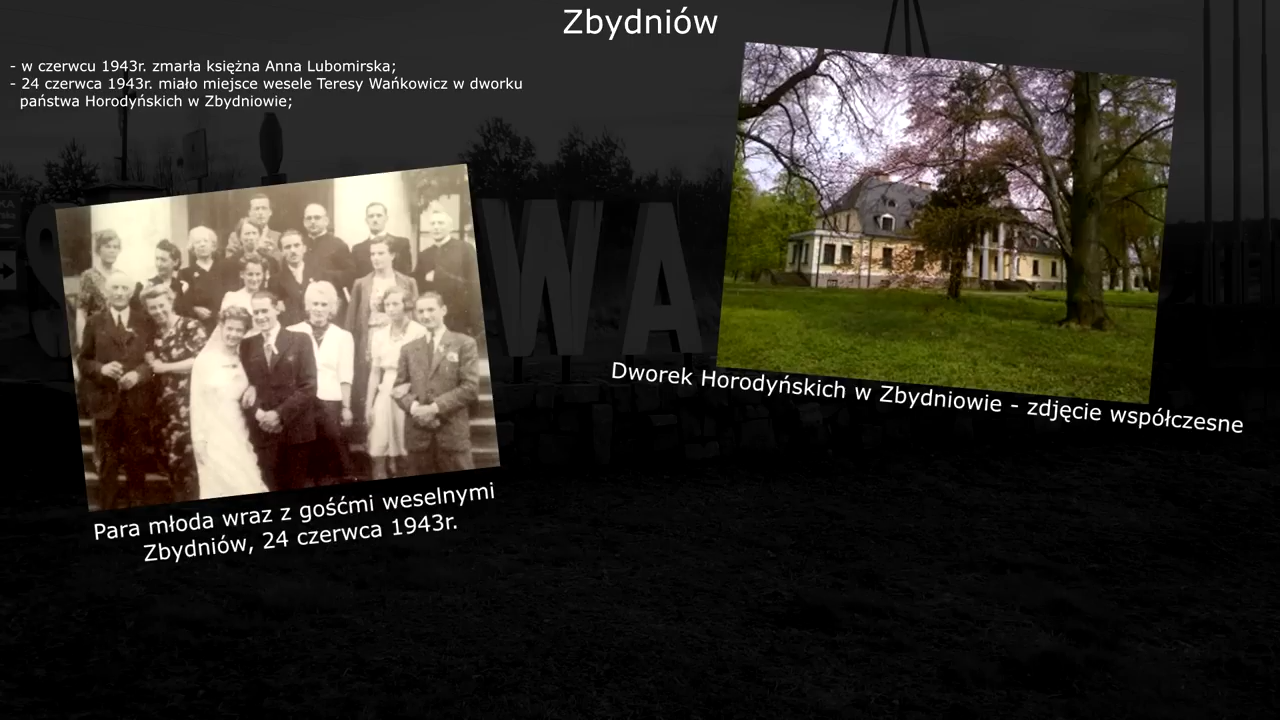 Zbydniów
- w czerwcu 1943r. zmarła księżna Anna Lubomirska;
- 24 czerwca 1943r. miało miejsce wesele Teresy Wańkowicz w dworku
państwa Horodyńskich w Zbydniowie;
WA
Dworek Horodyńskich w Zbydniowie - zdjęcie współczesne
Para młoda wraz z gośćmi weselnymi
Zbydniów, 24 czerwca 1943r.